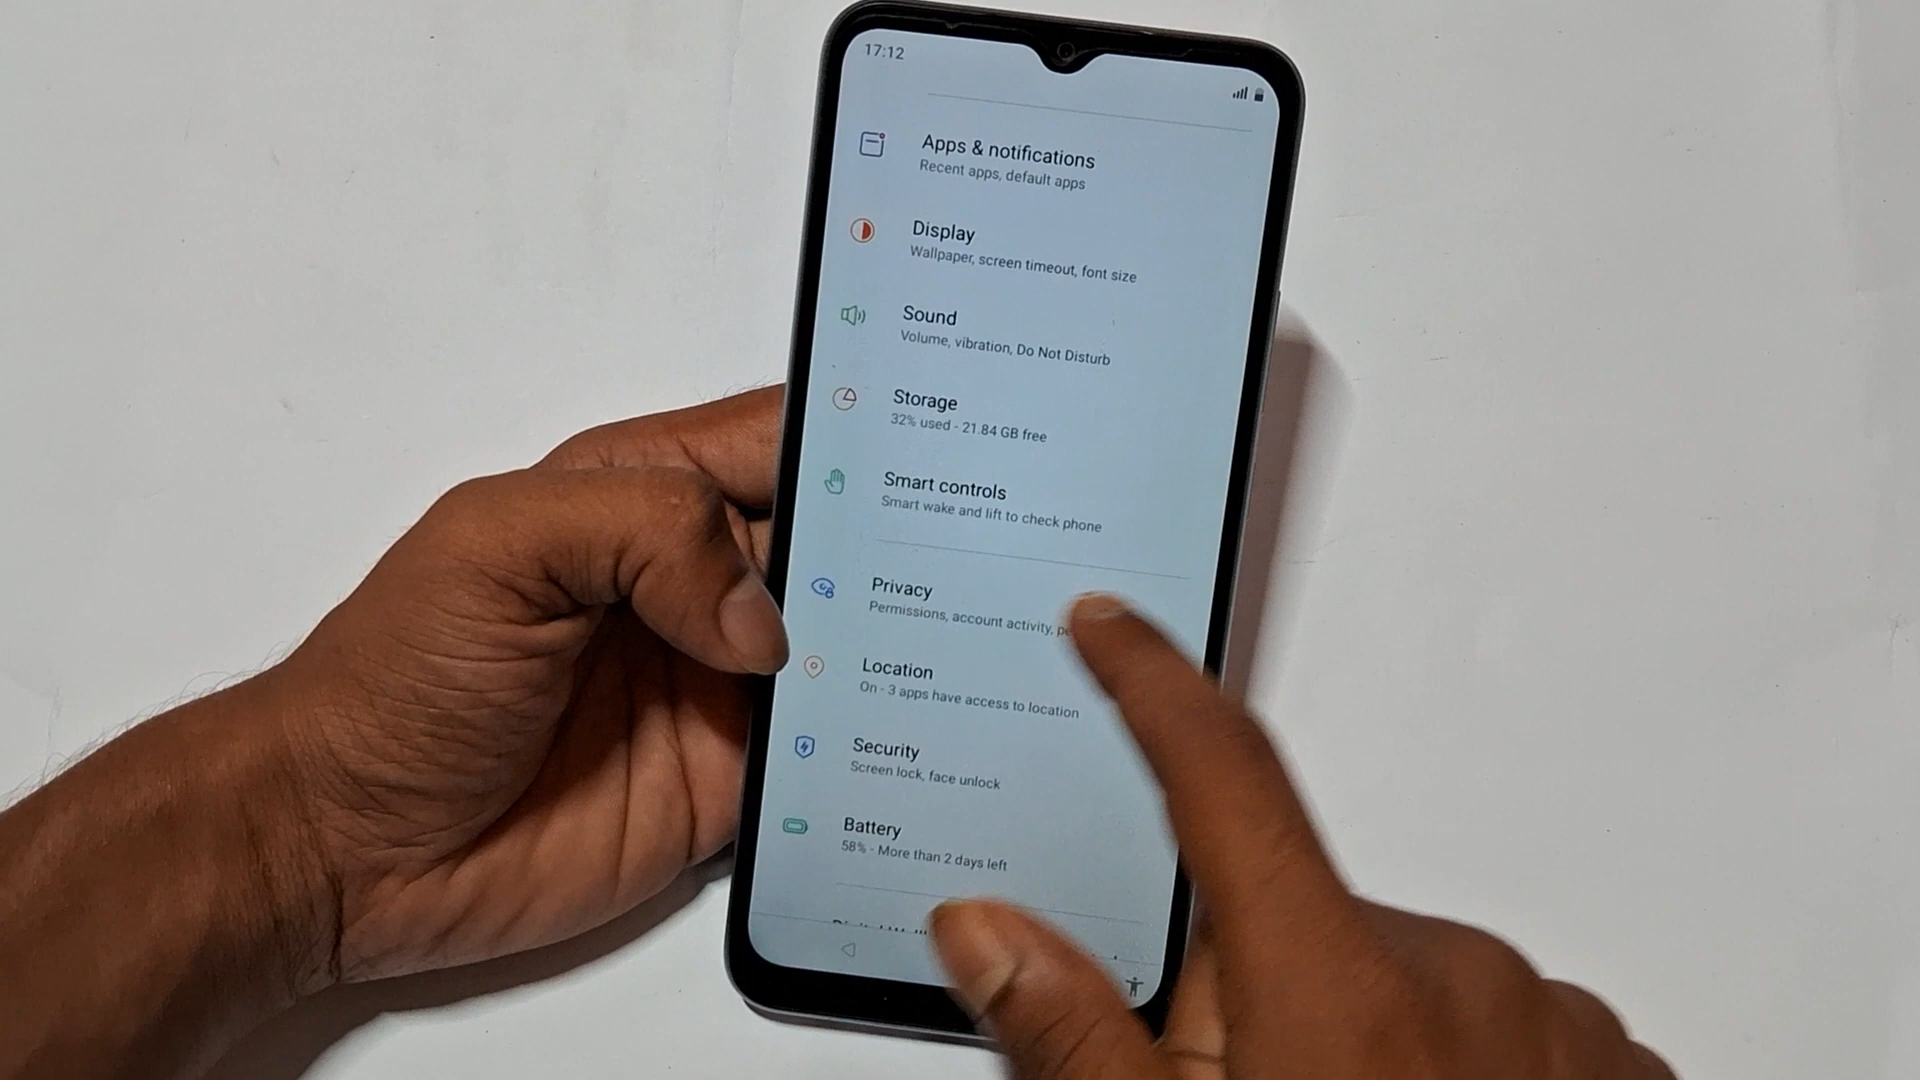 17:12
Apps & notifications
Recent apps, default apps
Display
Wallpaper, screen timeout, font size
Sound
Volume, vibration, Do Not Disturb
Storage
32% used - 21.84 GB free
Smart controls
Smart wake and lift to check phone
Privacy
Permissions, account activity,
Location
On - 3 apps have access to location
Security
Screen lock, face unlock
Battery
58% - More than 2 days left